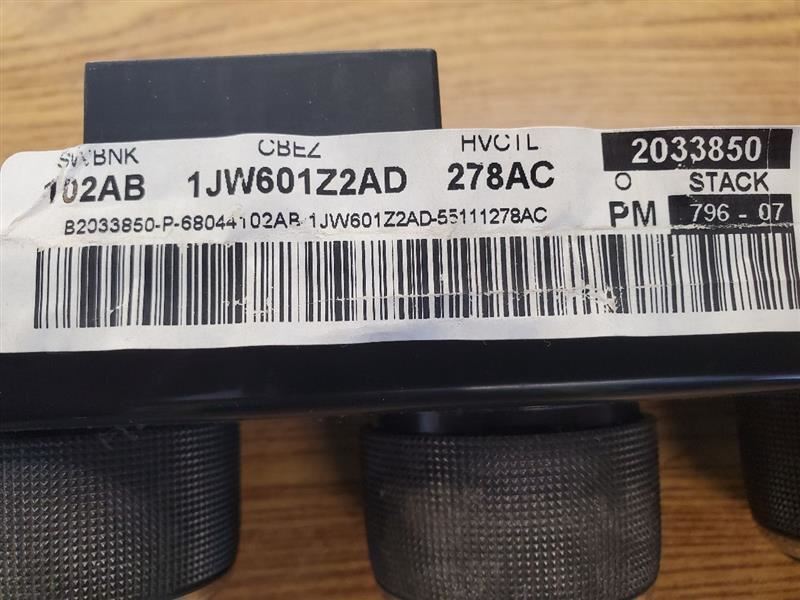 SWBNK CBEZ HVCTL 2033850
102AB 1JW601Z2AD 278AC O STACK
B2033850-P-68044102AB-1JW601Z2AD-55111278AC PM 796-07